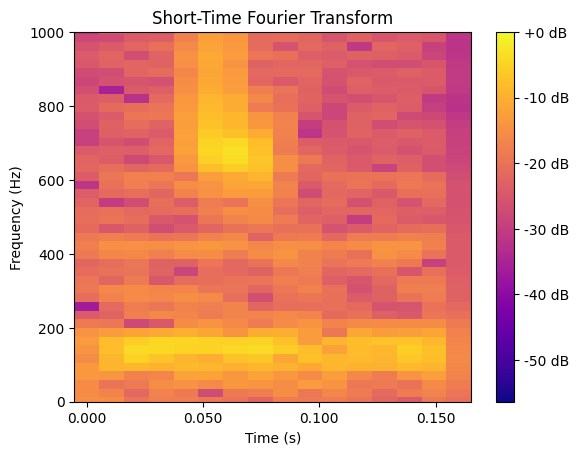 Short-Time Fourier Transform
1000
800
600
400
200
0
Frequency (Hz)
0.000
0.050
0.100
0.150
Time (s)
+0 dB
-10 dB
-20 dB
-30 dB
-40 dB
-50 dB